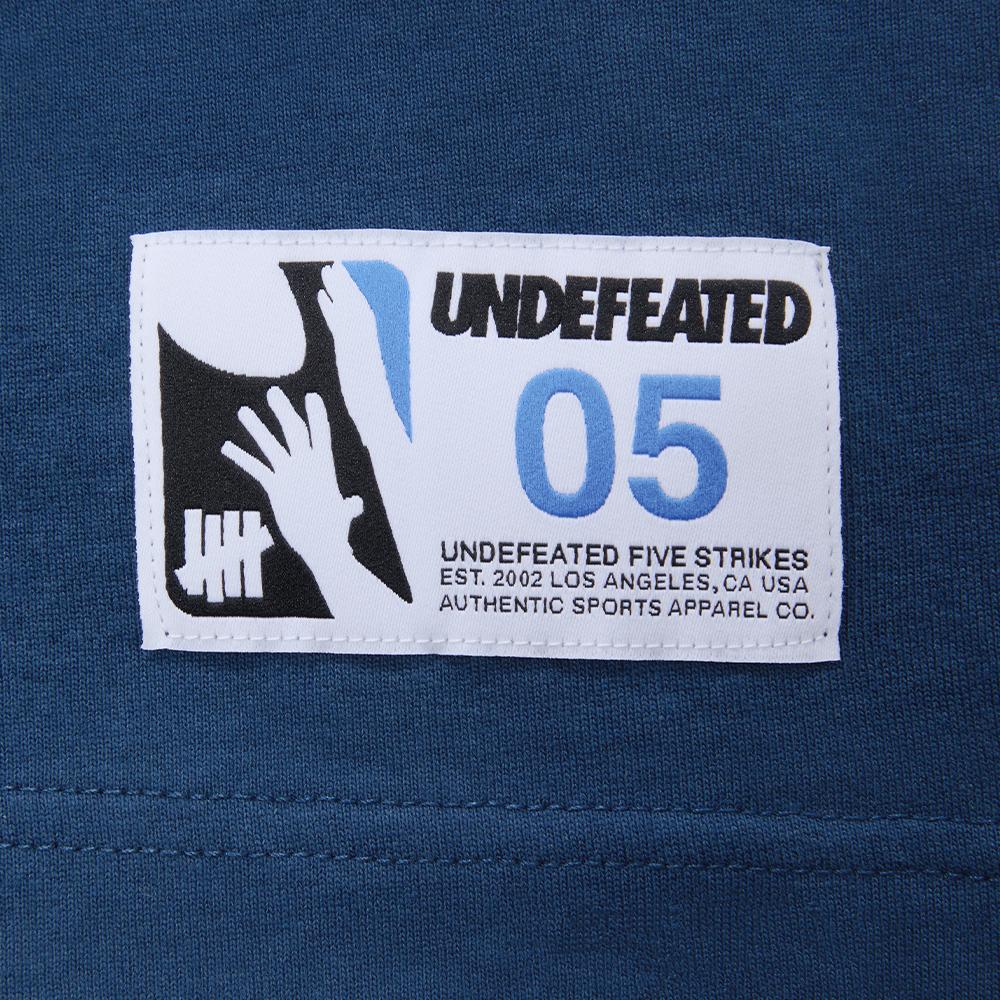 UNDEFEATED
05
UNDEFEATED FIVE STRIKES
EST. 2002 LOS ANGELES, CA USA
AUTHENTIC SPORTS APPAREL CO.